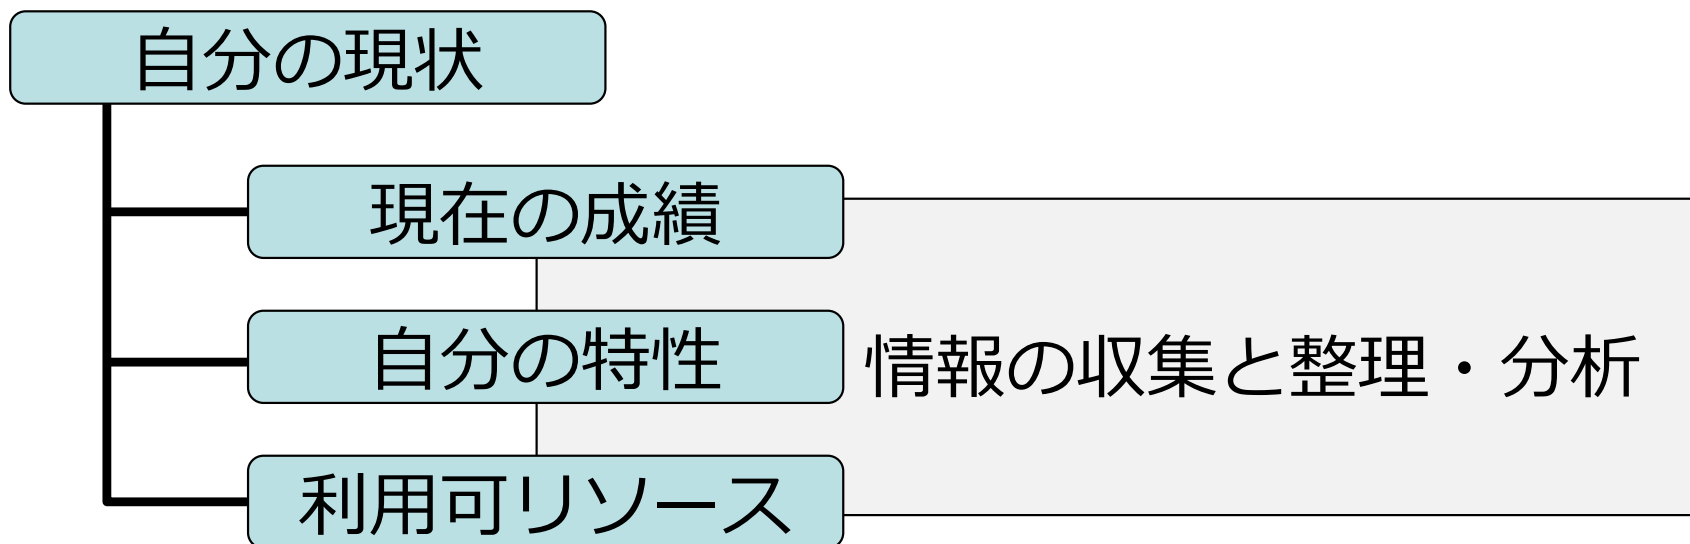 自分の現状
現在の成績
自分の特性
情報の収集と整理・分析
利用可リソース